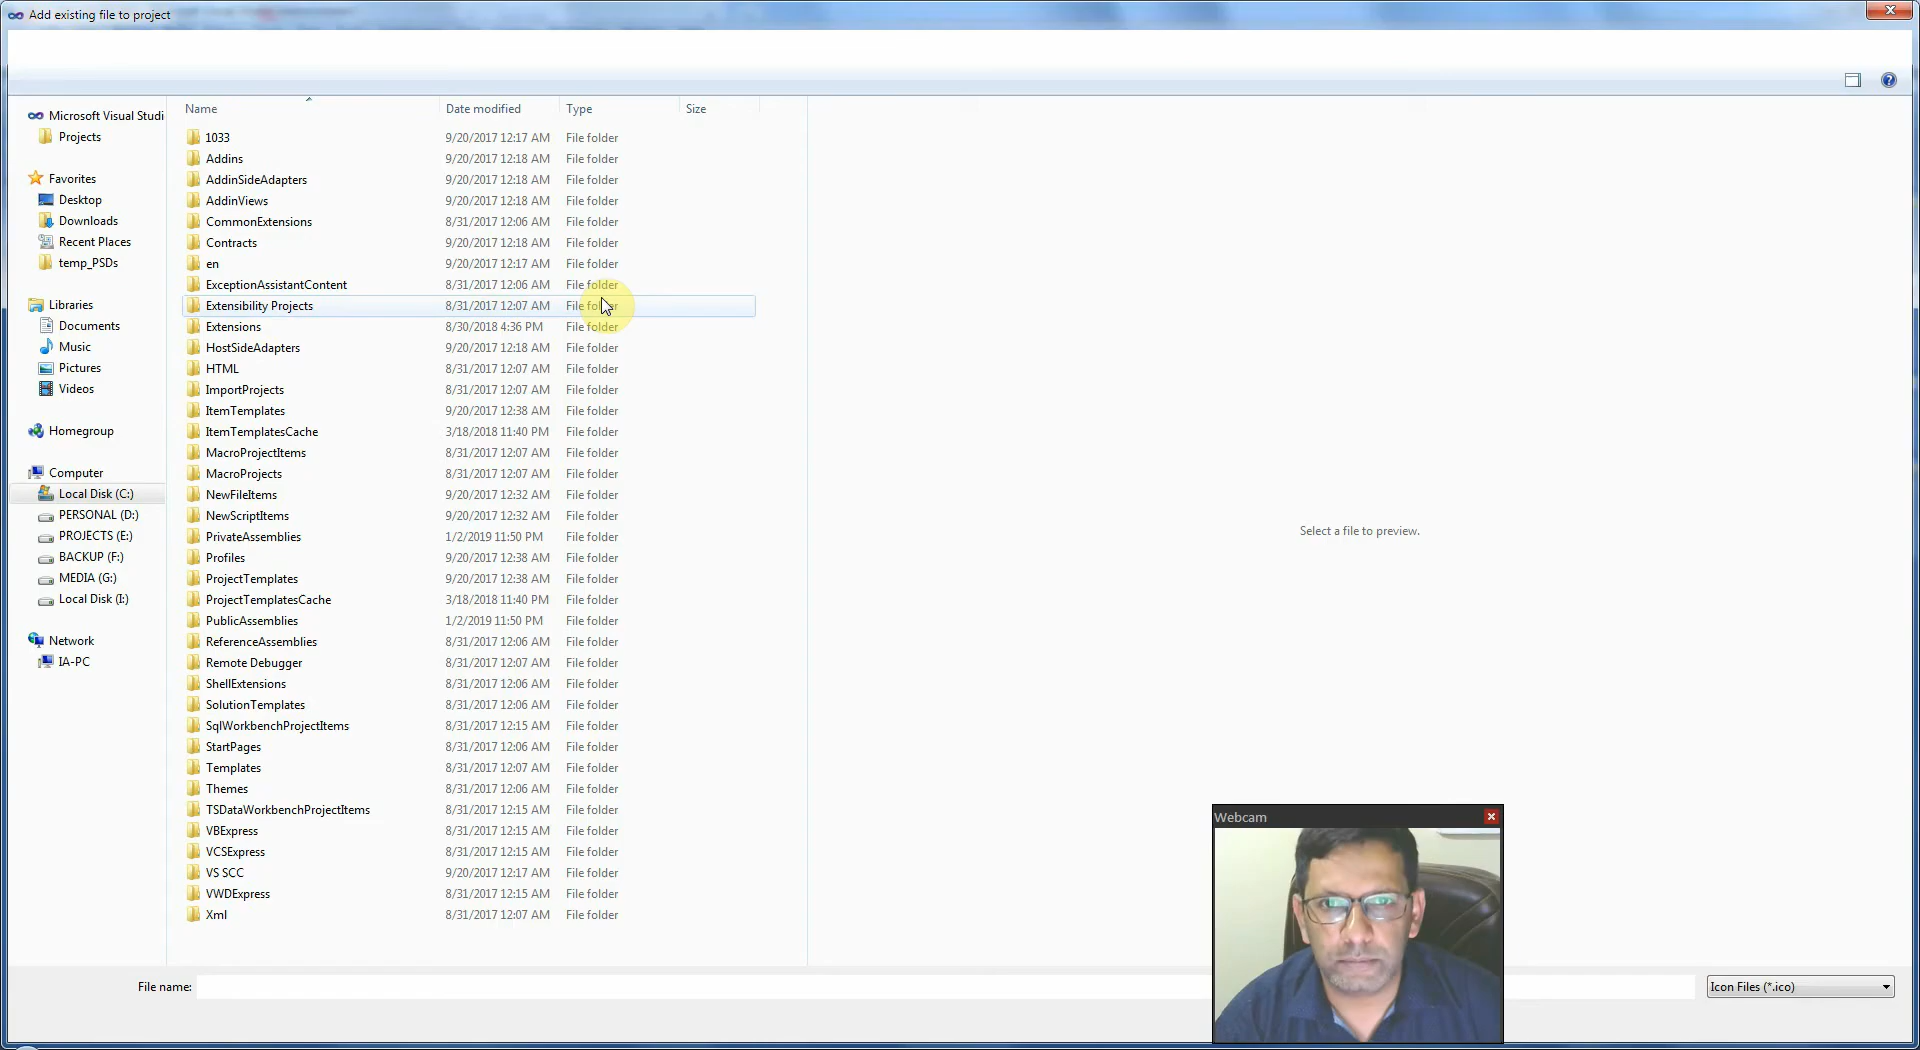 Add existing file to project
Name Date modified Type Size
Microsoft Visual Studi
Projects
Favorites
Desktop
Downloads
Recent Places
temp_PSDs
Libraries
Documents
Music
Pictures
Videos
Homegroup
Computer
Local Disk (C:)
PERSONAL (D:)
PROJECTS (E:)
BACKUP (F:)
MEDIA (G:)
Local Disk (I:)
Network
IA-PC
1033 9/20/2017 12:17 AM File folder
Addins 9/20/2017 12:18 AM File folder
AddinSideAdapters 9/20/2017 12:18 AM File folder
AddinViews 9/20/2017 12:18 AM File folder
CommonExtensions 8/31/2017 12:06 AM File folder
Contracts 9/20/2017 12:18 AM File folder
en 9/20/2017 12:17 AM File folder
ExceptionAssistantContent 8/31/2017 12:06 AM File folder
Extensibility Projects 8/31/2017 12:07 AM File folder
Extensions 8/30/2018 4:36 PM File folder
HostSideAdapters 9/20/2017 12:18 AM File folder
HTML 8/31/2017 12:07 AM File folder
ImportProjects 8/31/2017 12:07 AM File folder
ItemTemplates 9/20/2017 12:38 AM File folder
ItemTemplatesCache 3/18/2018 11:40 PM File folder
MacroProjectItems 8/31/2017 12:07 AM File folder
MacroProjects 8/31/2017 12:07 AM File folder
NewFileItems 9/20/2017 12:32 AM File folder
NewScriptItems 9/20/2017 12:32 AM File folder
PrivateAssemblies 1/2/2019 11:50 PM File folder
Profiles 9/20/2017 12:38 AM File folder
ProjectTemplates 9/20/2017 12:38 AM File folder
ProjectTemplatesCache 3/18/2018 11:40 PM File folder
PublicAssemblies 1/2/2019 11:50 PM File folder
ReferenceAssemblies 8/31/2017 12:06 AM File folder
Remote Debugger 8/31/2017 12:07 AM File folder
ShellExtensions 8/31/2017 12:06 AM File folder
SolutionTemplates 8/31/2017 12:06 AM File folder
SqlWorkbenchProjectItems 8/31/2017 12:15 AM File folder
StartPages 8/31/2017 12:06 AM File folder
Templates 8/31/2017 12:07 AM File folder
Themes 8/31/2017 12:06 AM File folder
TSDataWorkbenchProjectItems 8/31/2017 12:15 AM File folder
VBExpress 8/31/2017 12:15 AM File folder
VCSExpress 8/31/2017 12:15 AM File folder
VS SCC 9/20/2017 12:17 AM File folder
VWDExpress 8/31/2017 12:15 AM File folder
Xml 8/31/2017 12:07 AM File folder
Select a file to preview.
Webcam
File name:
Icon Files (*.ico)